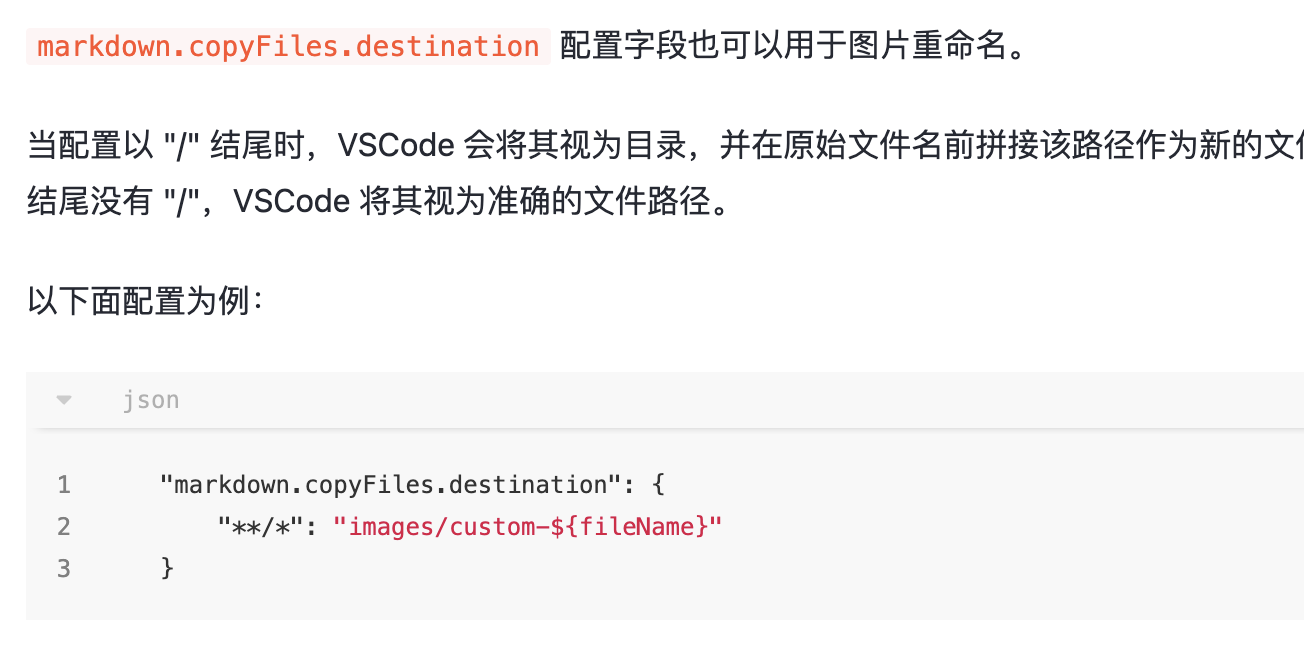 markdown.copyFiles.destination 配置字段也可以用于图片重命名。
当配置以 "/" 结尾时，VSCode 会将其视为目录，并在原始文件名前拼接该路径作为新的文
结尾没有 "/"，VSCode 将其视为准确的文件路径。
以下面配置为例：
json
1 "markdown.copyFiles.destination": {
2 "**/*": "images/custom-${fileName}"
3 }